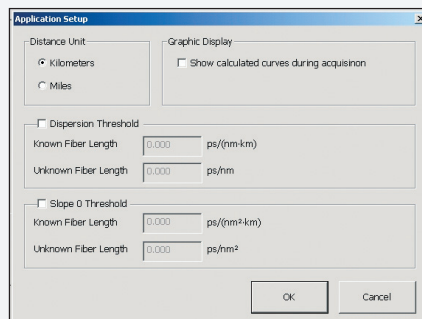 Application Setup
Distance Unit
Kilometers
Miles
Graphic Display
Show calculated curves during acquisinon
Dispersion Threshold
Known Fiber Length 0.000 ps/(nm·km)
Unknown Fiber Length 0.000 ps/nm
Slope 0 Threshold
Known Fiber Length 0.000 ps/(nm²·km)
Unknown Fiber Length 0.000 ps/nm²
OK Cancel